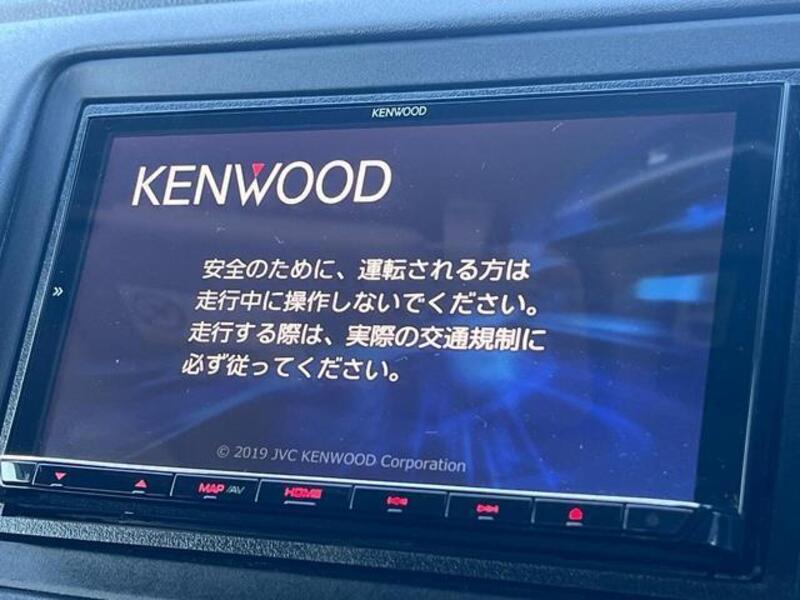 KENWOOD
KENWOOD
安全のために、運転される方は
走行中に操作しないでください。
走行する際は、実際の交通規制に
必ず従ってください。
© 2019 JVC KENWOOD Corporation
MAP/AV HOME